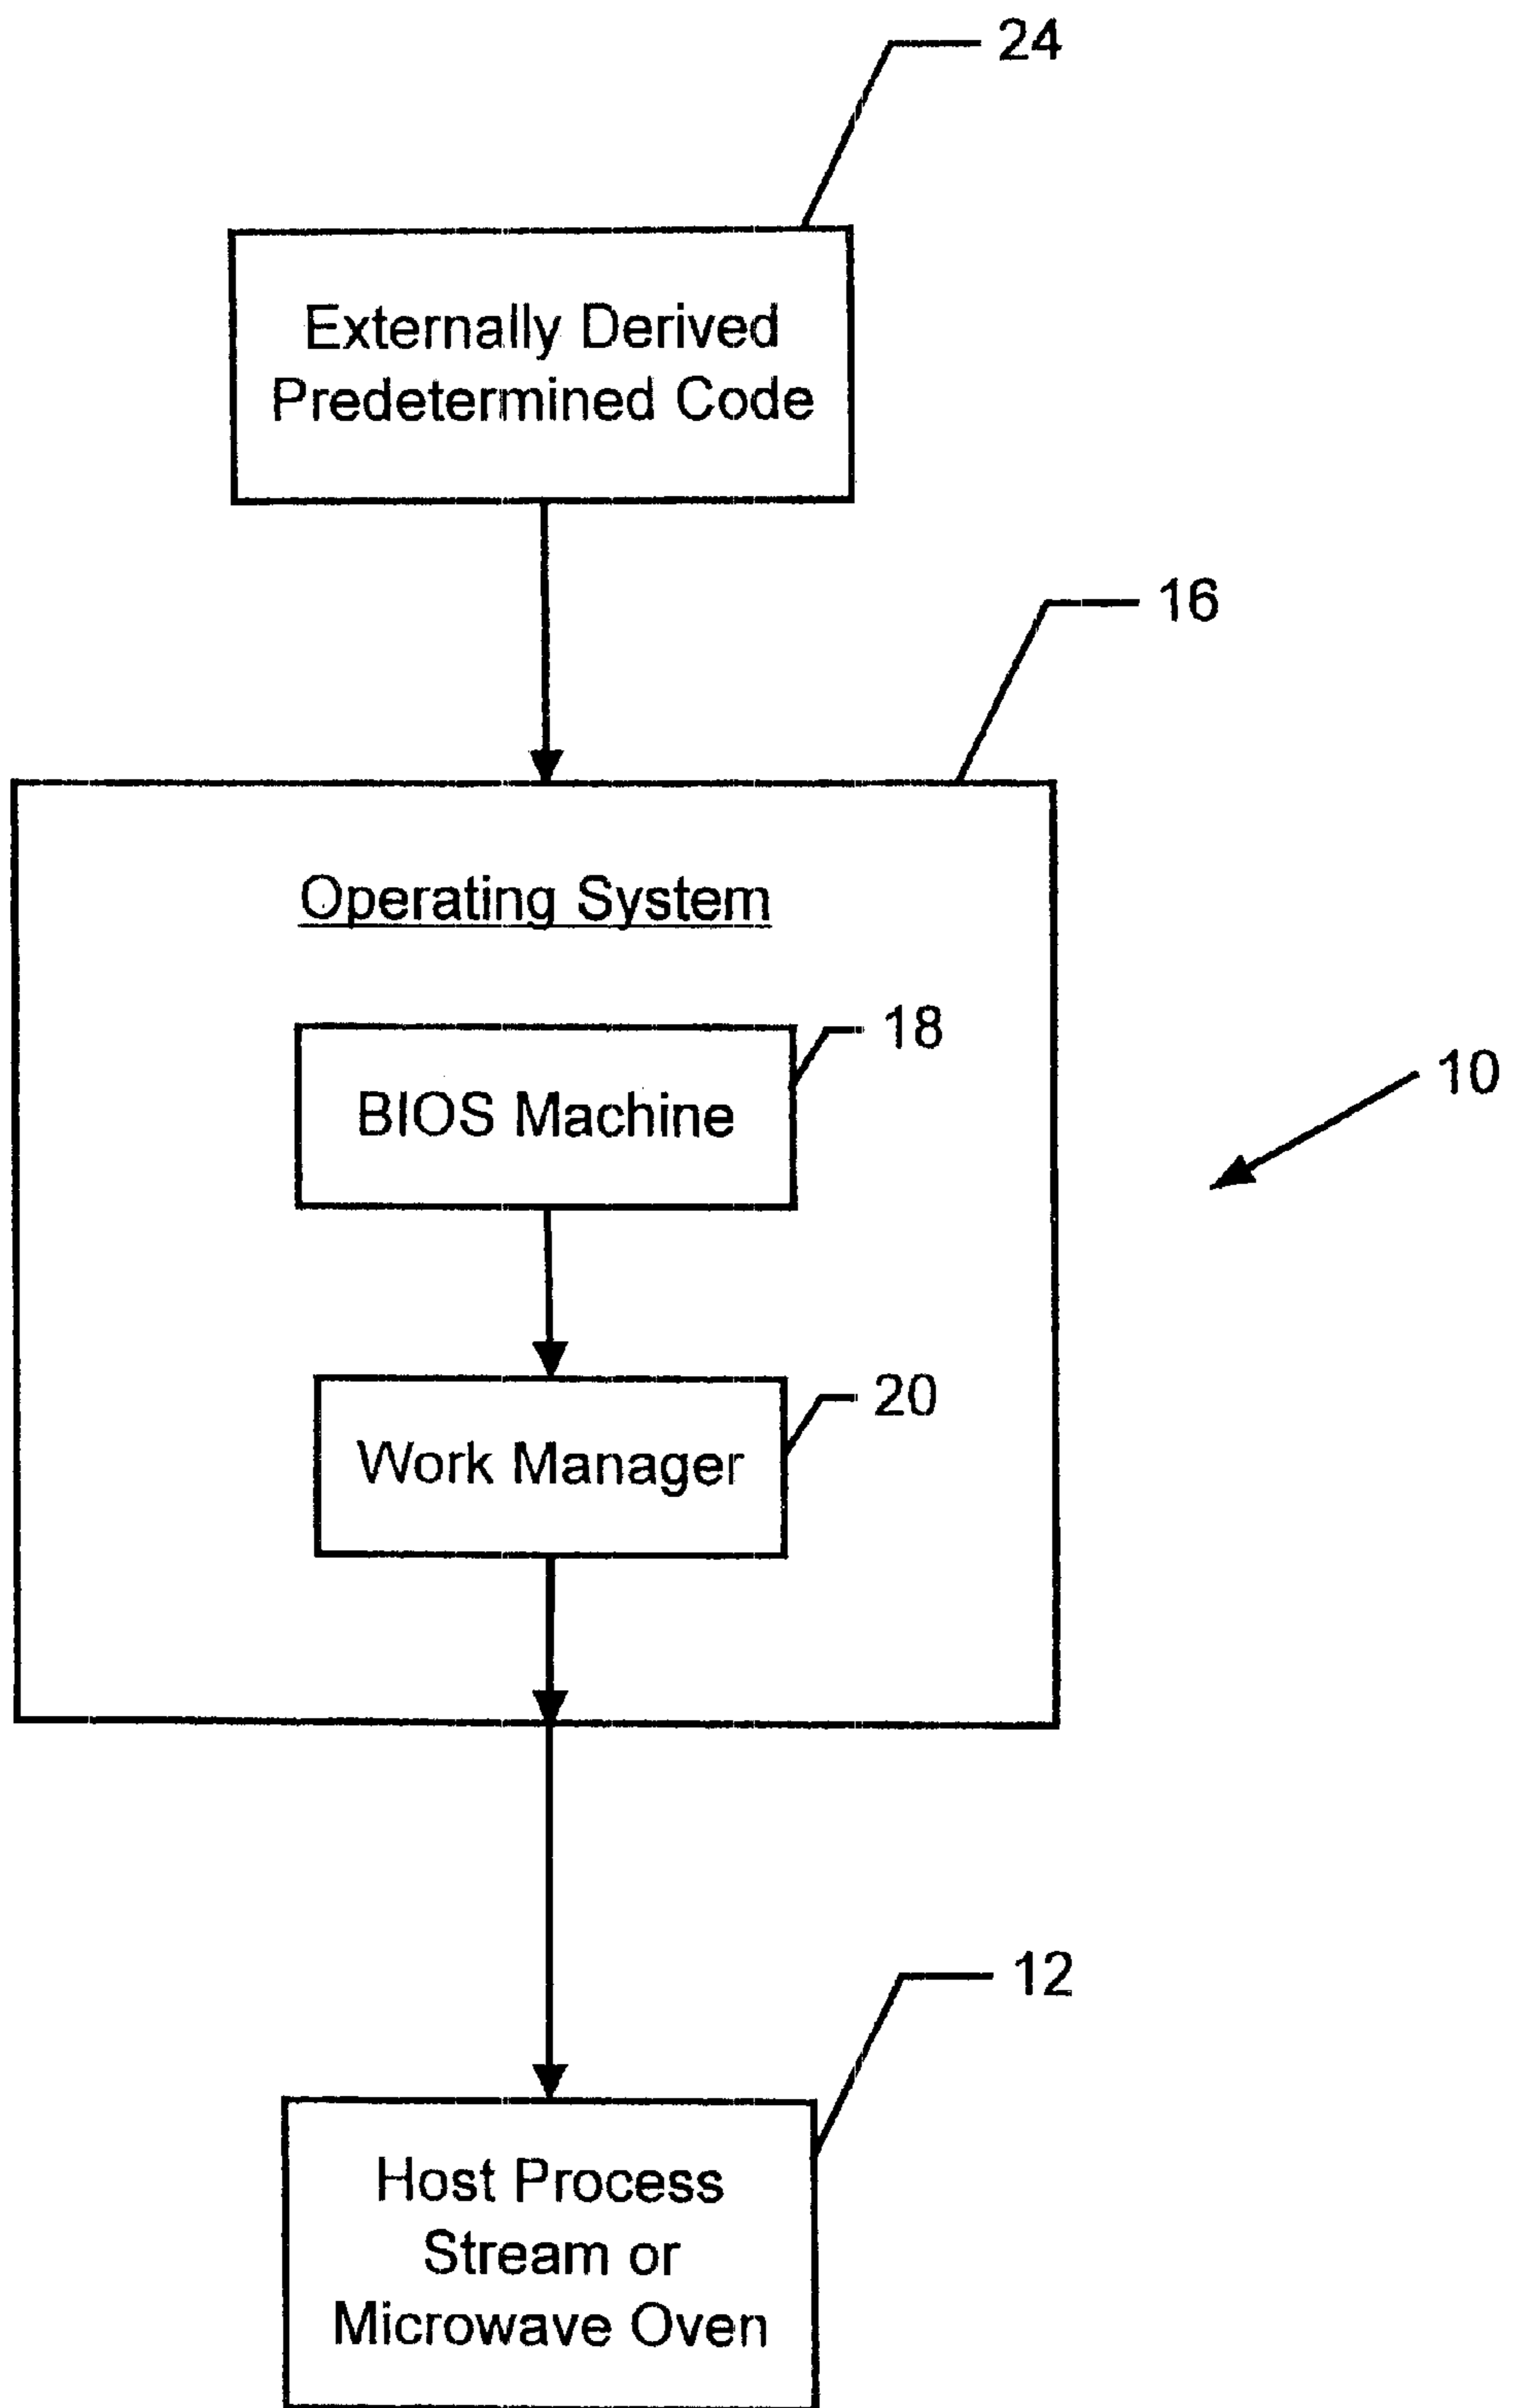 24
Externally Derived
Predetermined Code
16
Operating System
18
BIOS Machine
10
20
Work Manager
12
Host Process
Stream or
Microwave Oven